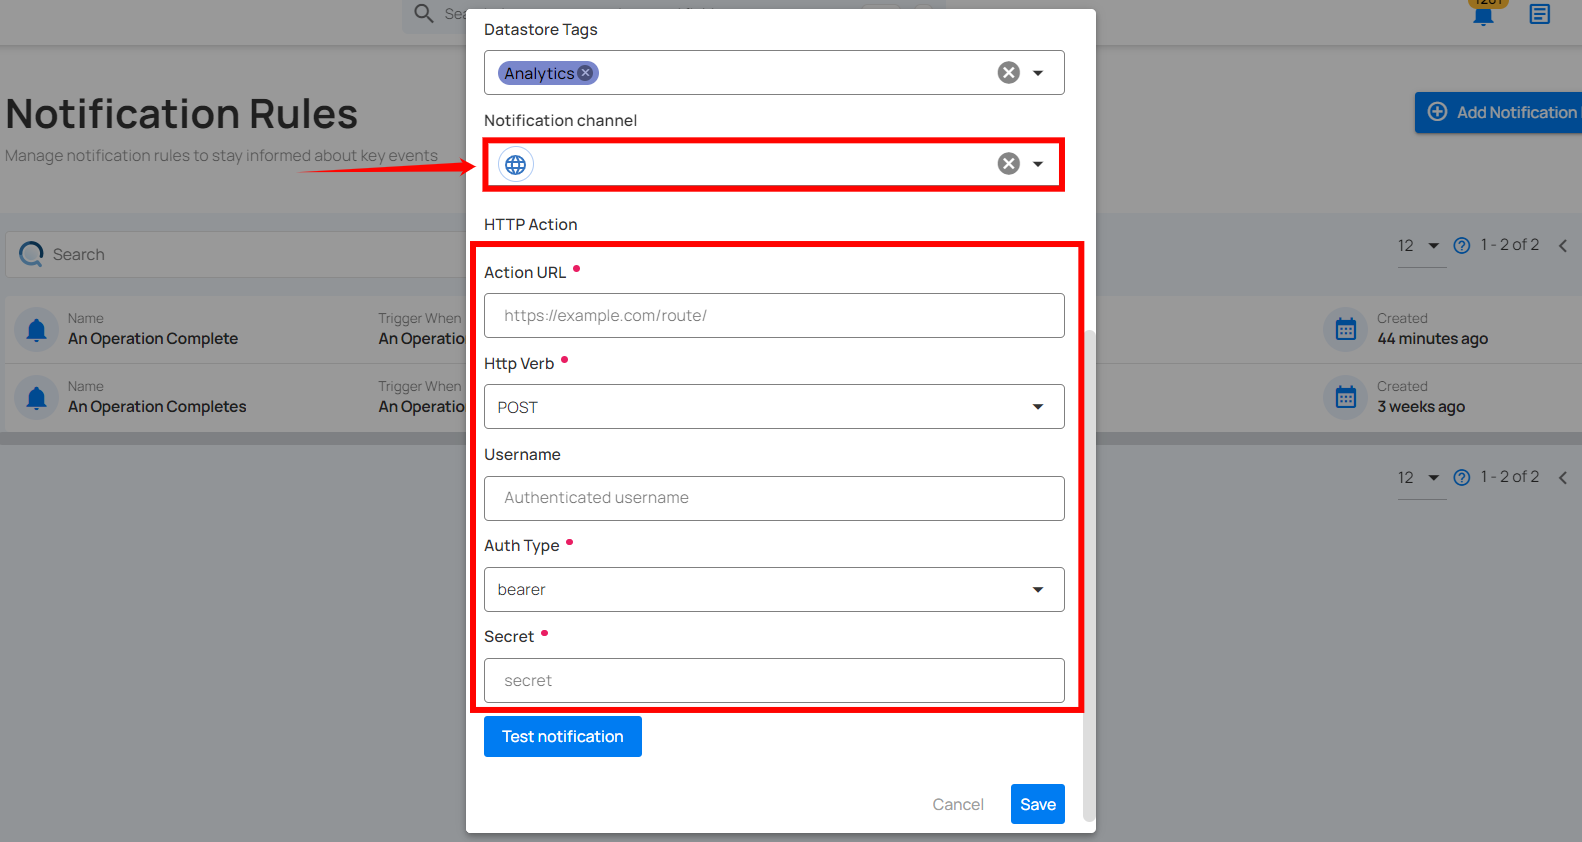 Datastore Tags
Analytics
Notification Rules
Add Notification
Notification channel
Manage notification rules to stay informed about key events
HTTP Action
Search
12
1 - 2 of 2
Action URL
https://example.com/route/
Name
Trigger When
Created
An Operation Complete
An Operatio
44 minutes ago
Http Verb
Name
Trigger When
Created
An Operation Completes
An Operatio
3 weeks ago
POST
Username
12
1 - 2 of 2
Authenticated username
Auth Type
bearer
Secret
secret
Test notification
Cancel
Save